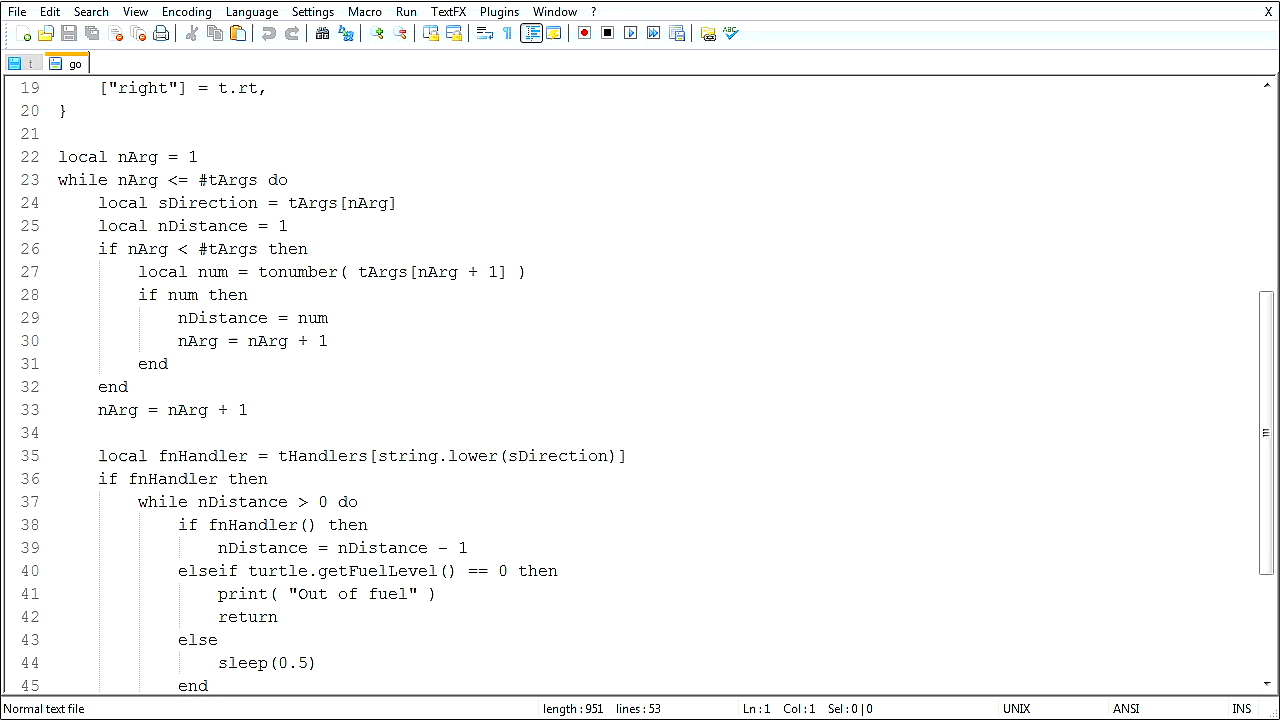 File Edit Search View Encoding Language Settings Macro Run TextFX Plugins Window ? X
ABC
t go
19 ["right"] = t.rt,
20 }
21
22 local nArg = 1
23 while nArg <= #tArgs do
24 local sDirection = tArgs[nArg]
25 local nDistance = 1
26 if nArg < #tArgs then
27 local num = tonumber( tArgs[nArg + 1] )
28 if num then
29 nDistance = num
30 nArg = nArg + 1
31 end
32 end
33 nArg = nArg + 1
34
35 local fnHandler = tHandlers[string.lower(sDirection)]
36 if fnHandler then
37 while nDistance > 0 do
38 if fnHandler() then
39 nDistance = nDistance - 1
40 elseif turtle.getFuelLevel() == 0 then
41 print( "Out of fuel" )
42 return
43 else
44 sleep(0.5)
45 end
Normal text file length : 951 lines : 53 Ln : 1 Col : 1 Sel : 0 | 0 UNIX ANSI INS